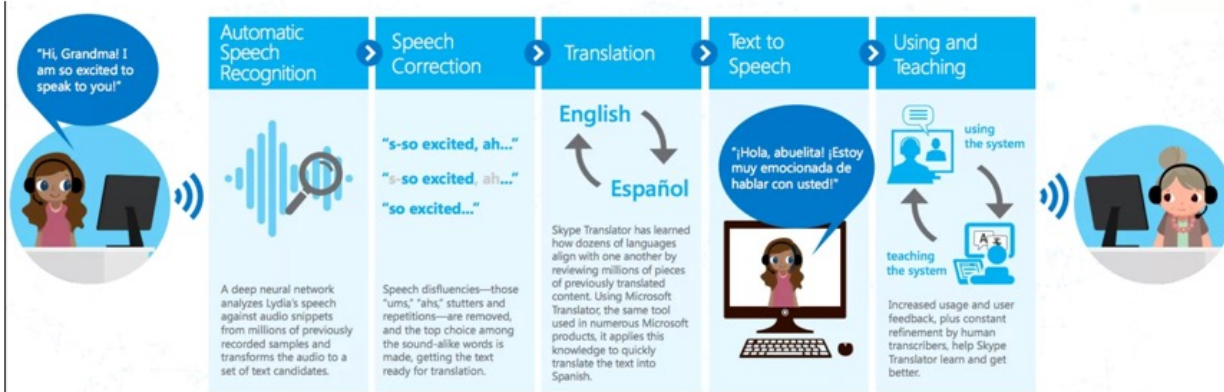 "Hi, Grandma! I
am so excited to
speak to you!"
Automatic
Speech
Recognition
A deep neural network
analyzes Lydia's speech
against audio snippets
from millions of previously
recorded samples and
transforms the audio to a
set of text candidates.
Speech
Correction
"s-so excited, ah..."
"s-so excited, ah..."
"so excited..."
Speech disfluencies—those
"ums," "ahs," stutters and
repetitions—are removed,
and the top choice among
the sound-alike words is
made, getting the text
ready for translation.
Translation
English
Español
Skype Translator has learned
how dozens of languages
align with one another by
reviewing millions of pieces
of previously translated
content. Using Microsoft
Translator, the same tool
used in numerous Microsoft
products, it applies this
knowledge to quickly
translate the text into
Spanish.
Text to
Speech
"¡Hola, abuelita! ¡Estoy
muy emocionada de
hablar con usted!"
Using and
Teaching
using
the system
A
文
teaching
the system
Increased usage and user
feedback, plus constant
refinement by human
transcribers, help Skype
Translator learn and get
better.